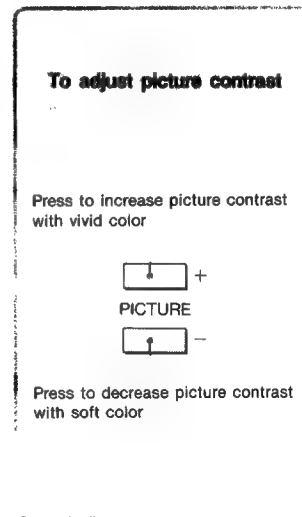 To adjust picture contrast
Press to increase picture contrast
with vivid color
+
PICTURE
−
Press to decrease picture contrast
with soft color